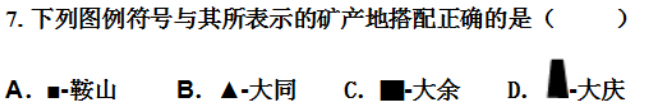 7. 下列图例符号与其所表示的矿产地搭配正确的是（　　）
A. ■-鞍山　　B. ▲-大同　　C. ■-大余　　D. -大庆